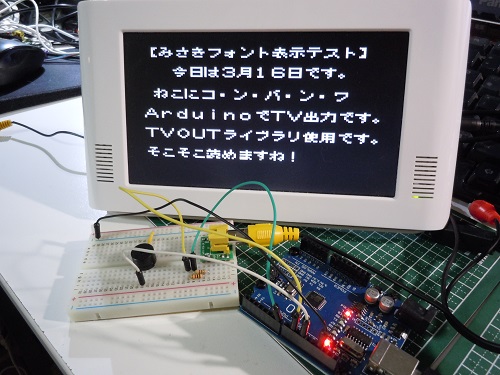 【みさきフォント表示テスト】
今日は3月16日です。
ねこにコ・ン・バ・ン・ワ
ArduinoでTV出力です。
TVOUTライブラリ使用です。
そこそこ読めますね!